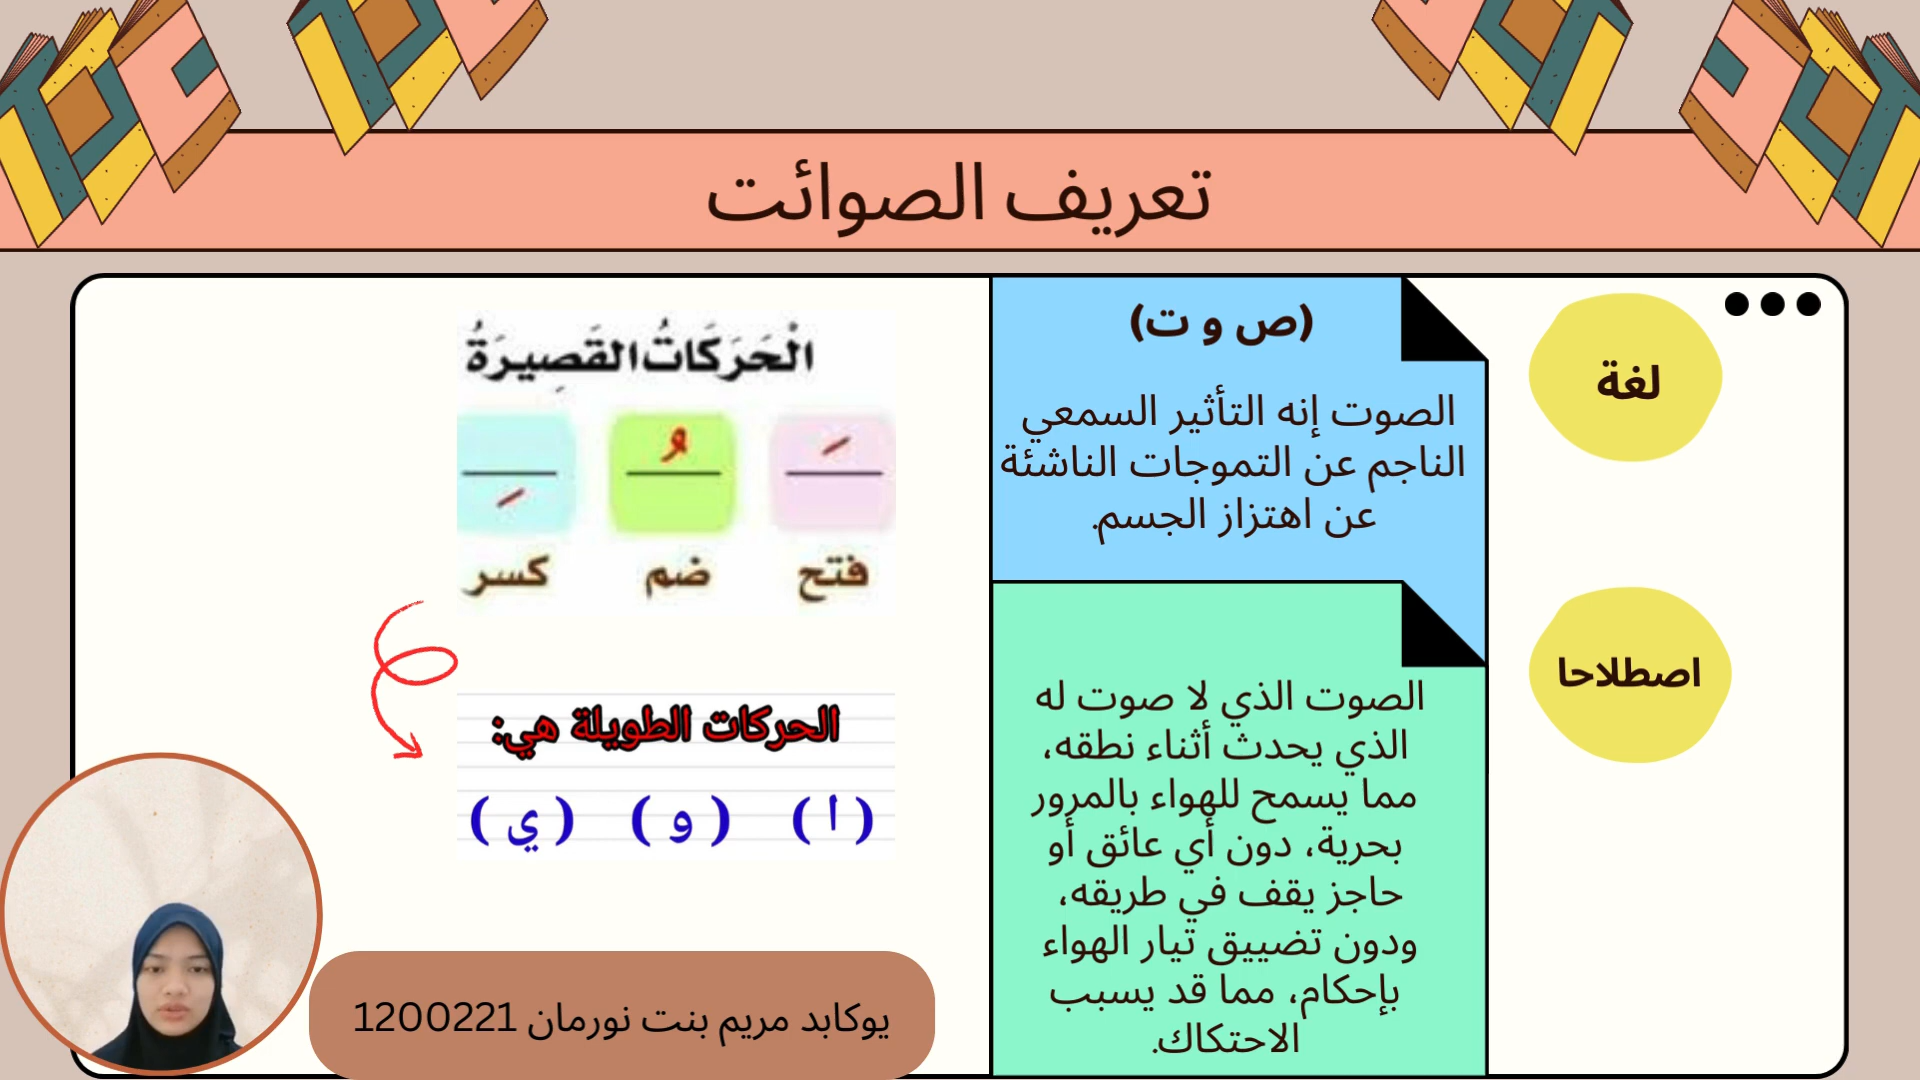 تعريف الصوائت
لغة
(ص و ت)
الصوت إنه التأثير السمعي
الناجم عن التموجات الناشئة
عن اهتزاز الجسم.
اصطلاحا
الصوت الذي لا صوت له
الذي يحدث أثناء نطقه،
مما يسمح للهواء بالمرور
بحرية، دون أي عائق أو
حاجز يقف في طريقه،
ودون تضييق تيار الهواء
بإحكام، مما قد يسبب
الاحتكاك.
الْحَرَكَاتُ القَصِيرَةُ
فتح ضم كسر
الحركات الطويلة هي:
( ا ) ( و ) ( ي )
يوكابد مريم بنت نورمان 1200221